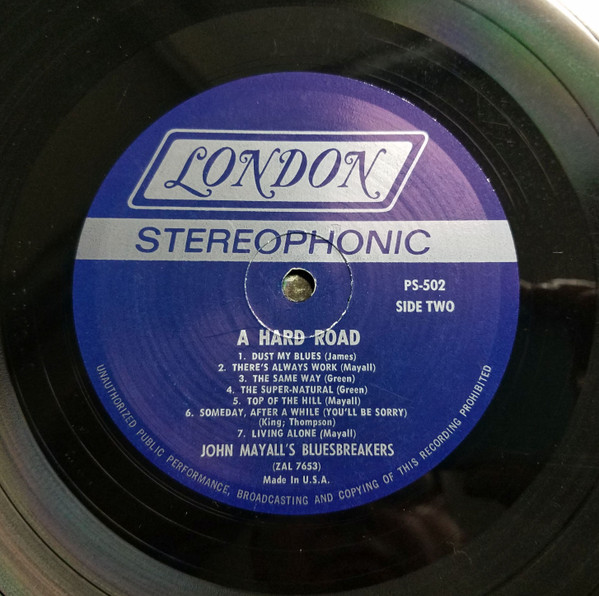 LONDON
STEREOPHONIC
PS-502
SIDE TWO
A HARD ROAD
1. DUST MY BLUES (James)
2. THERE'S ALWAYS WORK (Mayall)
3. THE SAME WAY (Green)
4. THE SUPER-NATURAL (Green)
5. TOP OF THE HILL (Mayall)
6. SOMEDAY, AFTER A WHILE (YOU'LL BE SORRY)
(King; Thompson)
7. LIVING ALONE (Mayall)
JOHN MAYALL'S BLUESBREAKERS
(ZAL 7653)
Made In U.S.A.
UNAUTHORIZED PUBLIC PERFORMANCE, BROADCASTING AND COPYING OF THIS RECORDING PROHIBITED